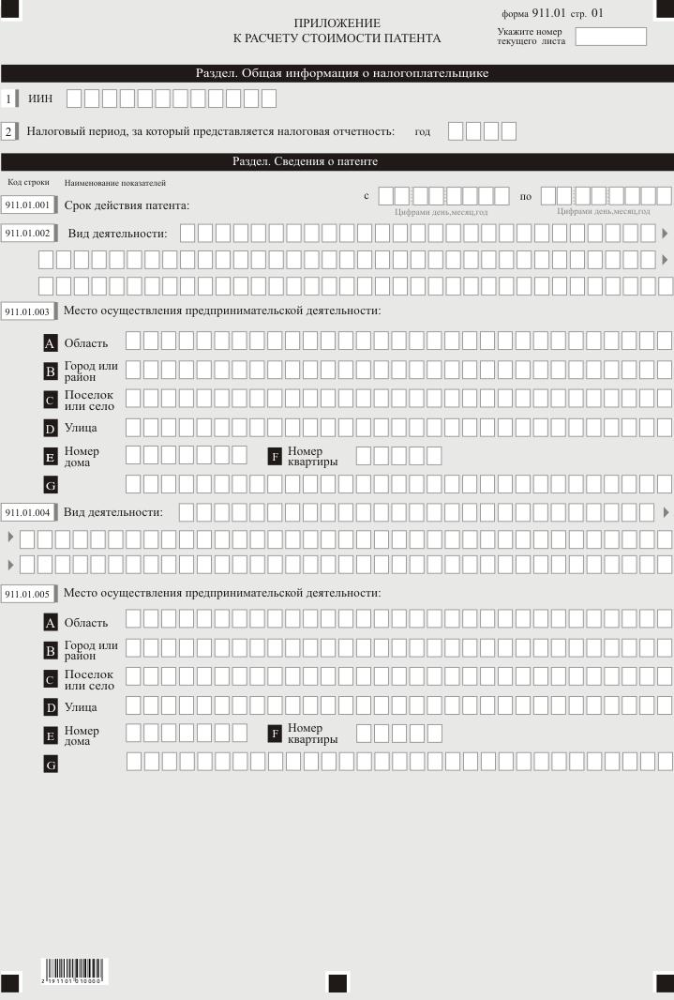 форма 911.01 стр. 01
ПРИЛОЖЕНИЕ
К РАСЧЕТУ СТОИМОСТИ ПАТЕНТА
Укажите номер
текущего листа
Раздел. Общая информация о налогоплательщике
1 ИИН
2 Налоговый период, за который представляется налоговая отчетность: год
Раздел. Сведения о патенте
Код строки Наименование показателей
911.01.001 Срок действия патента: с по
Цифрами день,месяц,год Цифрами день,месяц,год
911.01.002 Вид деятельности:
911.01.003 Место осуществления предпринимательской деятельности:
A Область
B Город или
район
C Поселок
или село
D Улица
E Номер
дома
F Номер
квартиры
G
911.01.004 Вид деятельности:
911.01.005 Место осуществления предпринимательской деятельности:
A Область
B Город или
район
C Поселок
или село
D Улица
E Номер
дома
F Номер
квартиры
G
2 191101 010000